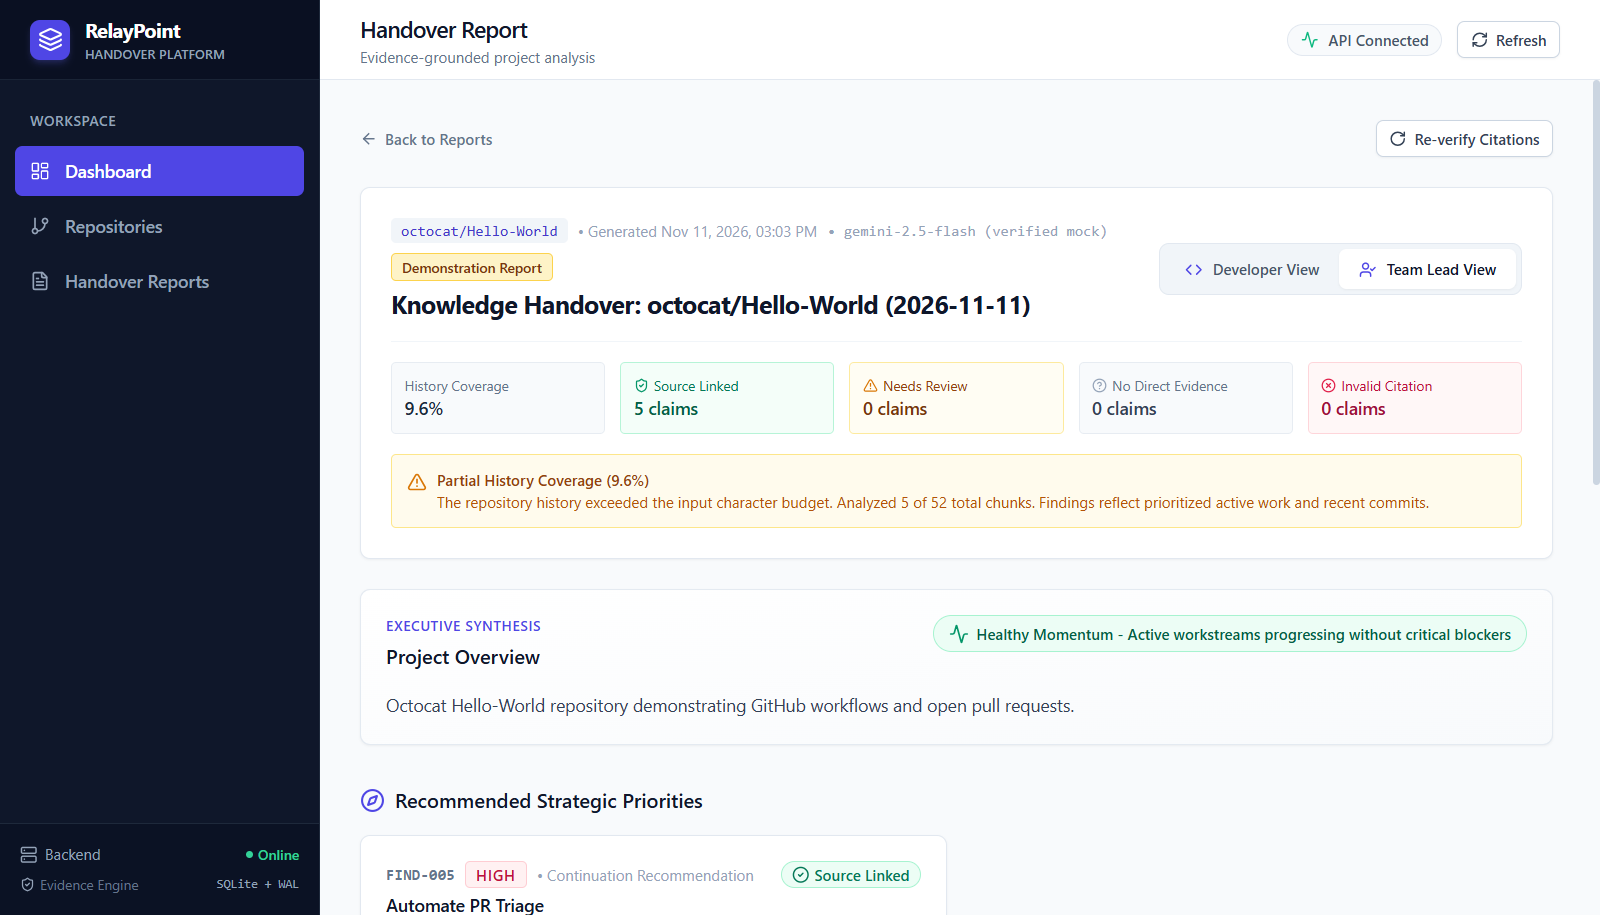 RelayPoint
HANDOVER PLATFORM
WORKSPACE
Dashboard
Repositories
Handover Reports
Backend
Online
Evidence Engine
SQLite + WAL
Handover Report
Evidence-grounded project analysis
API Connected
Refresh
Back to Reports
Re-verify Citations
octocat/Hello-World • Generated Nov 11, 2026, 03:03 PM • gemini-2.5-flash (verified mock)
Demonstration Report
Knowledge Handover: octocat/Hello-World (2026-11-11)
Developer View
Team Lead View
History Coverage
9.6%
Source Linked
5 claims
Needs Review
0 claims
No Direct Evidence
0 claims
Invalid Citation
0 claims
Partial History Coverage (9.6%)
The repository history exceeded the input character budget. Analyzed 5 of 52 total chunks. Findings reflect prioritized active work and recent commits.
EXECUTIVE SYNTHESIS
Project Overview
Healthy Momentum - Active workstreams progressing without critical blockers
Octocat Hello-World repository demonstrating GitHub workflows and open pull requests.
Recommended Strategic Priorities
FIND-005 HIGH • Continuation Recommendation
Source Linked
Automate PR Triage